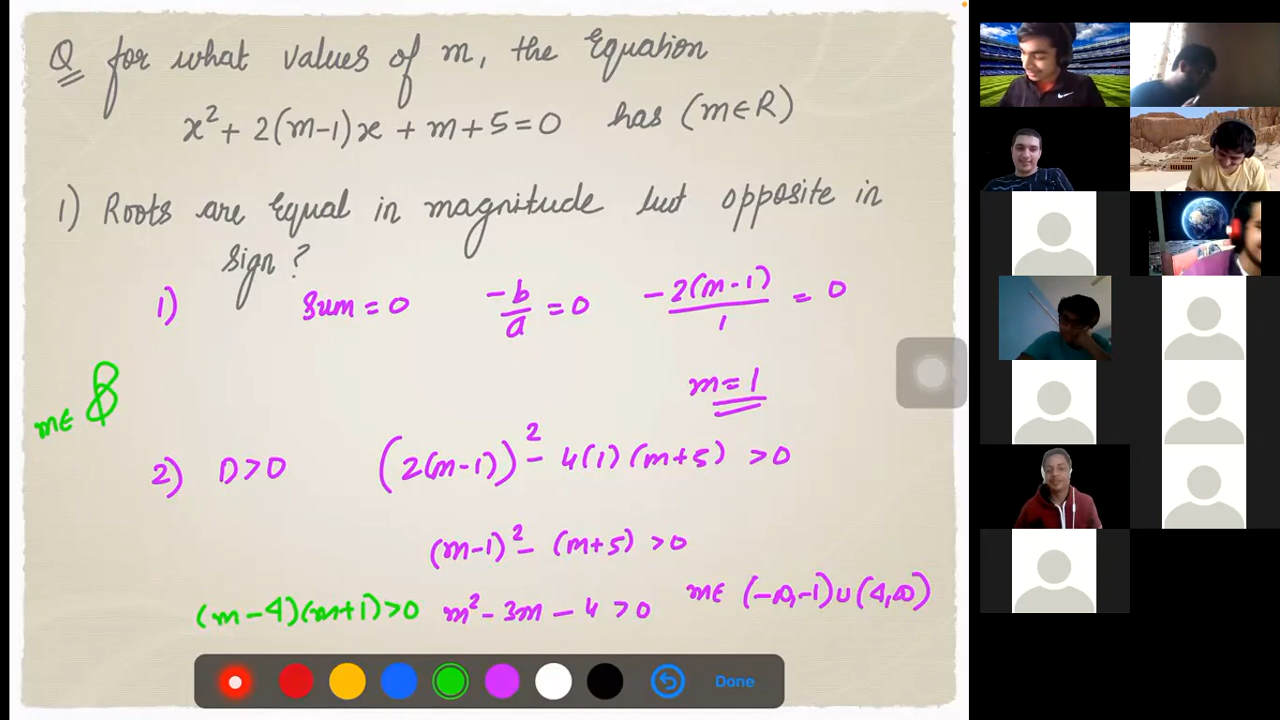 Q for what values of m, the Equation
x² + 2(m-1)x + m+5=0 has (m∈R)
1) Roots are Equal in magnitude but opposite in
sign?
1) Sum = 0 -b/a = 0 -2(m-1)/1 = 0
m = 1
m∈ ϕ
2) D>0 (2(m-1))² - 4(1)(m+5) >0
(m-1)² - (m+5) >0
(m-4)(m+1)>0 m² - 3m - 4 >0 m∈ (-∞,-1)∪(4,∞)
Done